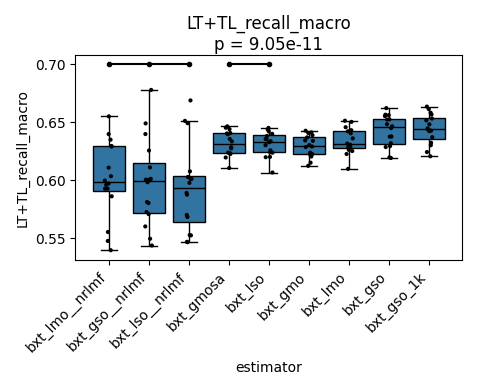 LT+TL_recall_macro
p = 9.05e-11
LT+TL_recall_macro
0.70
0.65
0.60
0.55
bxt_lmo__nrlmf
bxt_gso__nrlmf
bxt_lso__nrlmf
bxt_gmosa
bxt_lso
bxt_gmo
bxt_lmo
bxt_gso
bxt_gso_1k
estimator